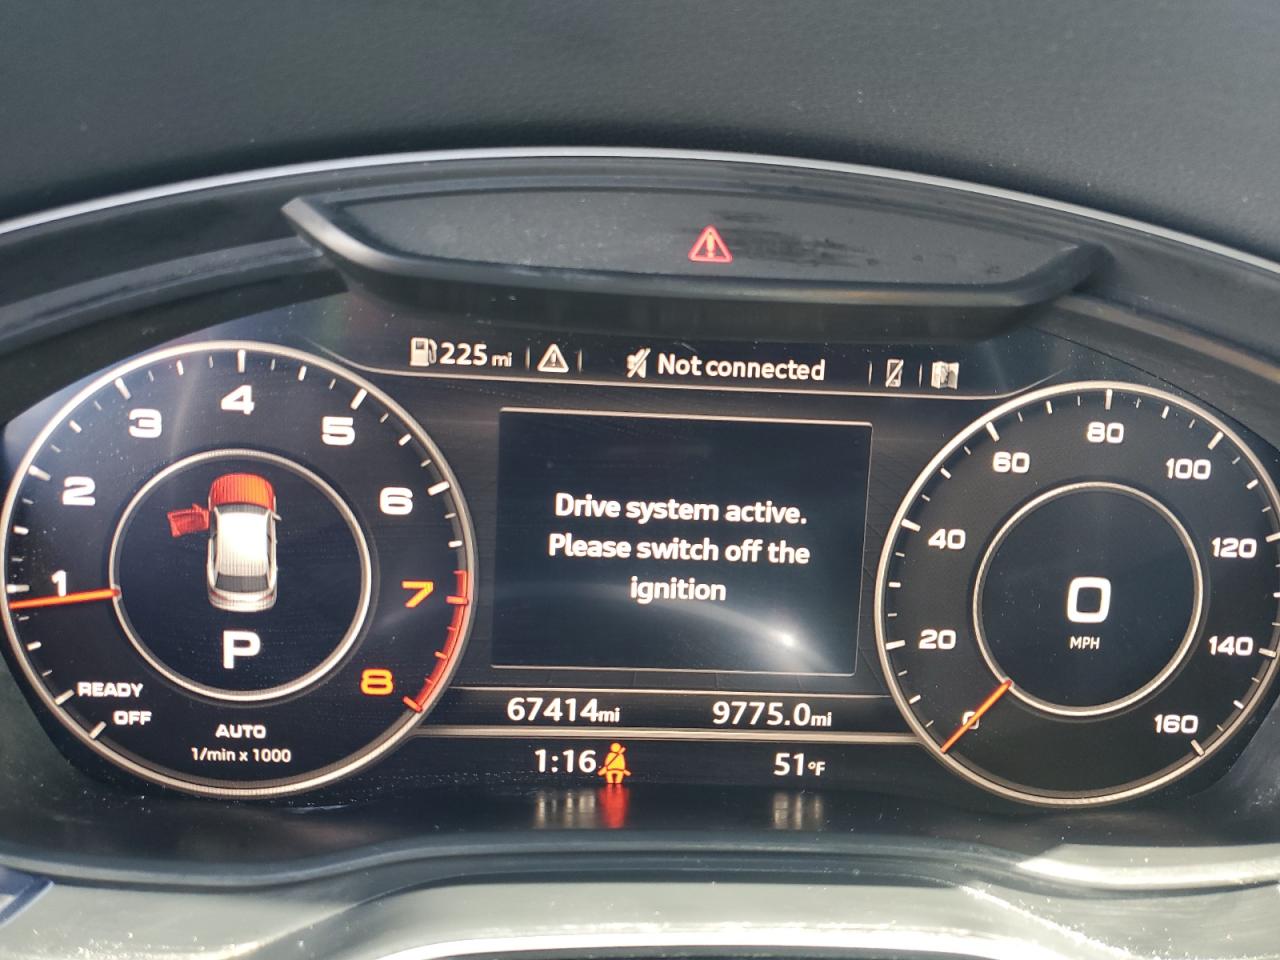 225 mi
Not connected
1
2
3
4
5
6
7
8
P
READY
OFF
AUTO
1/min x 1000
Drive system active.
Please switch off the
ignition
67414mi
9775.0mi
1:16
51°F
0
20
40
60
80
100
120
140
160
0
MPH